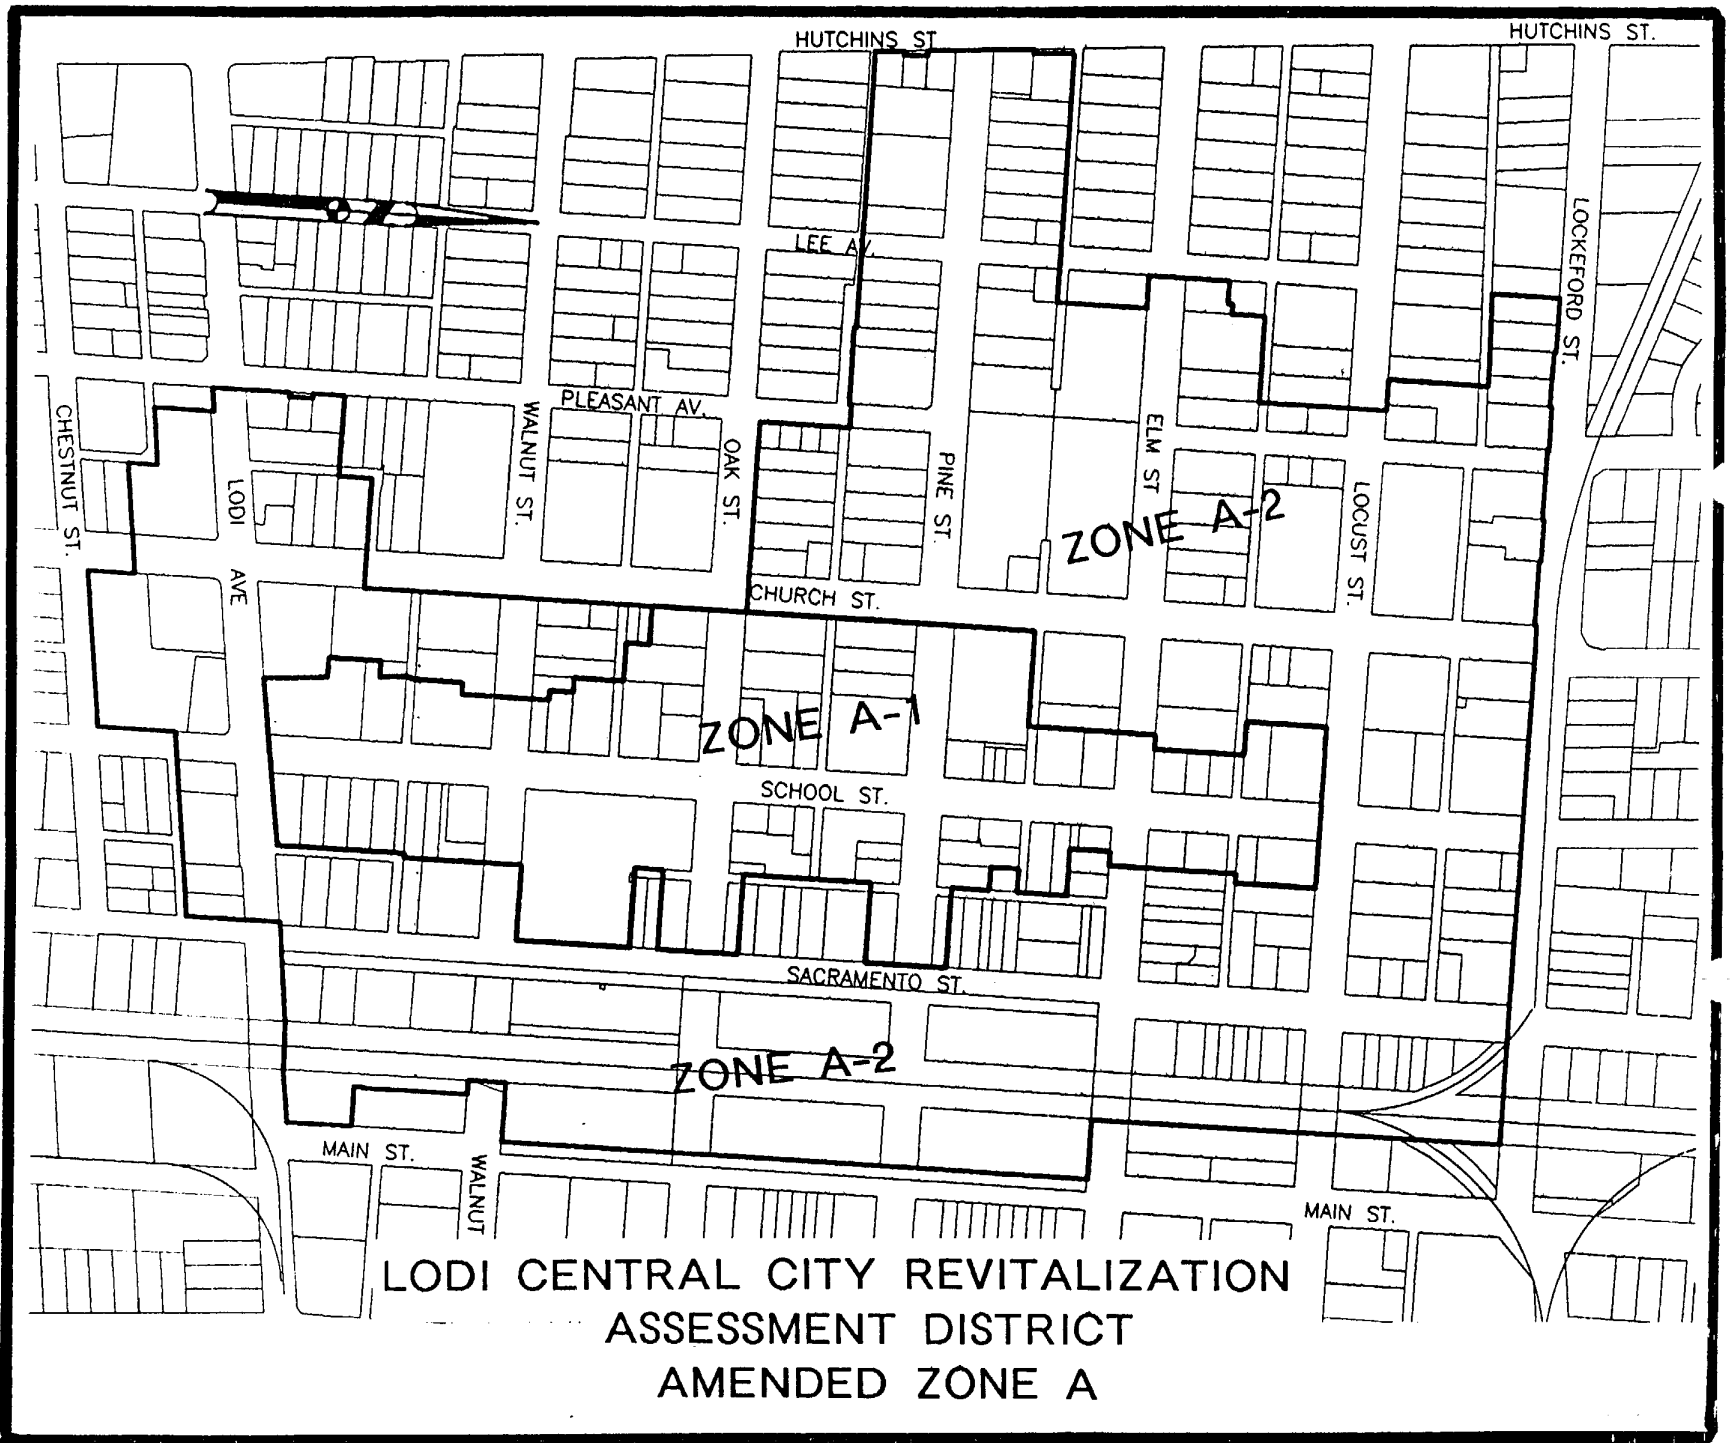 HUTCHINS ST
HUTCHINS ST.
LOCKEFORD ST.
LEE AV.
PLEASANT AV.
CHESTNUT ST.
LODI AVE
WALNUT ST.
OAK ST.
PINE ST.
ELM ST
LOCUST ST.
ZONE A-2
CHURCH ST.
ZONE A-1
SCHOOL ST.
SACRAMENTO ST.
ZONE A-2
MAIN ST.
WALNUT
MAIN ST.
LODI CENTRAL CITY REVITALIZATION
ASSESSMENT DISTRICT
AMENDED ZONE A